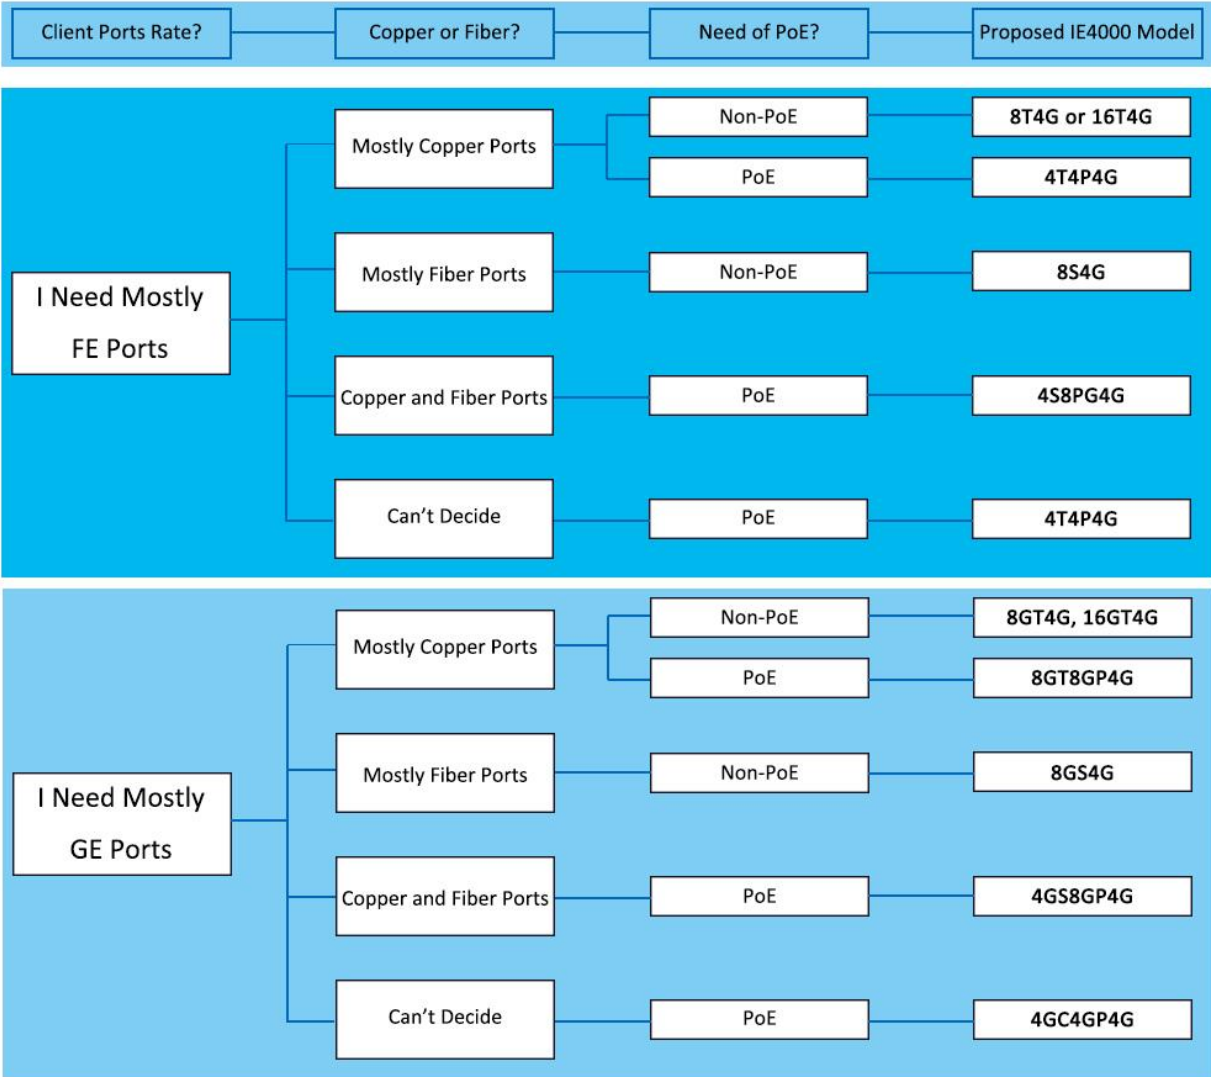 Client Ports Rate?
Copper or Fiber?
Need of PoE?
Proposed IE4000 Model
I Need Mostly
FE Ports
Mostly Copper Ports
Non-PoE
8T4G or 16T4G
PoE
4T4P4G
Mostly Fiber Ports
Non-PoE
8S4G
Copper and Fiber Ports
PoE
4S8PG4G
Can’t Decide
PoE
4T4P4G
I Need Mostly
GE Ports
Mostly Copper Ports
Non-PoE
8GT4G, 16GT4G
PoE
8GT8GP4G
Mostly Fiber Ports
Non-PoE
8GS4G
Copper and Fiber Ports
PoE
4GS8GP4G
Can’t Decide
PoE
4GC4GP4G